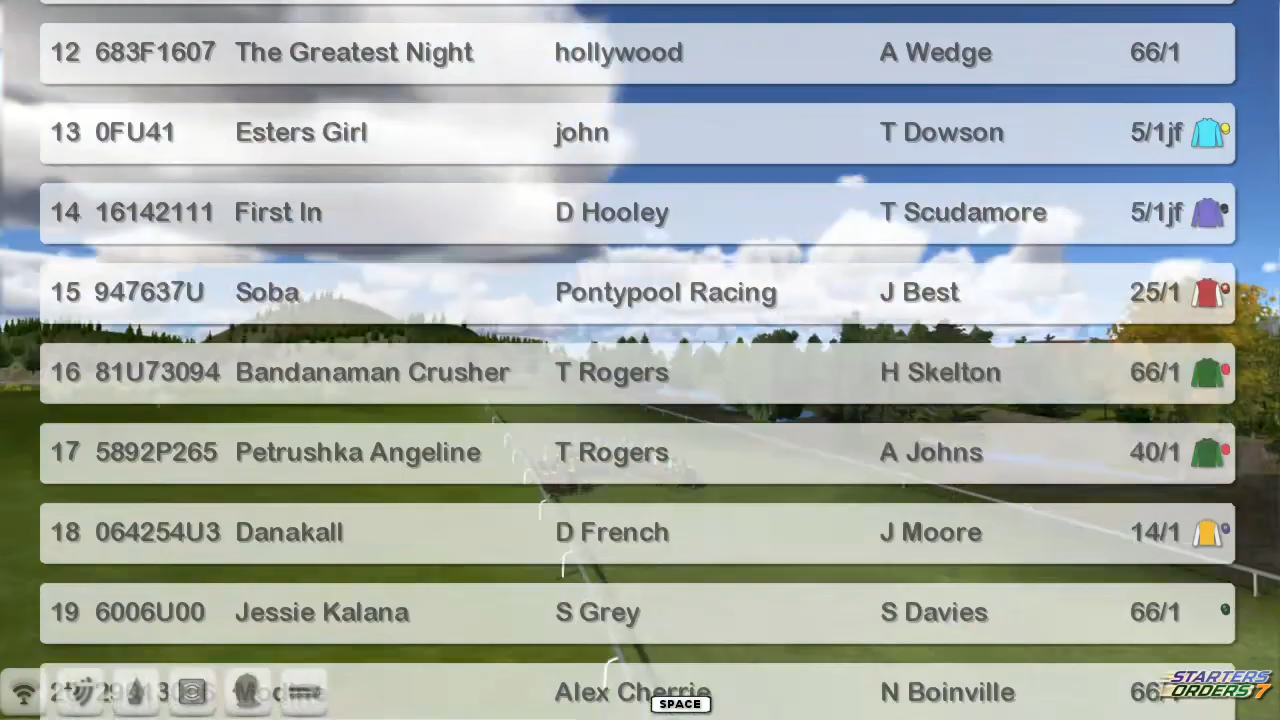 12 683F1607 The Greatest Night hollywood A Wedge 66/1
13 0FU41 Esters Girl john T Dowson 5/1jf
14 16142111 First In D Hooley T Scudamore 5/1jf
15 947637U Soba Pontypool Racing J Best 25/1
16 81U73094 Bandanaman Crusher T Rogers H Skelton 66/1
17 5892P265 Petrushka Angeline T Rogers A Johns 40/1
18 064254U3 Danakall D French J Moore 14/1
19 6006U00 Jessie Kalana S Grey S Davies 66/1
Alex Cherrie N Boinville
SPACE
STARTERS ORDERS 7